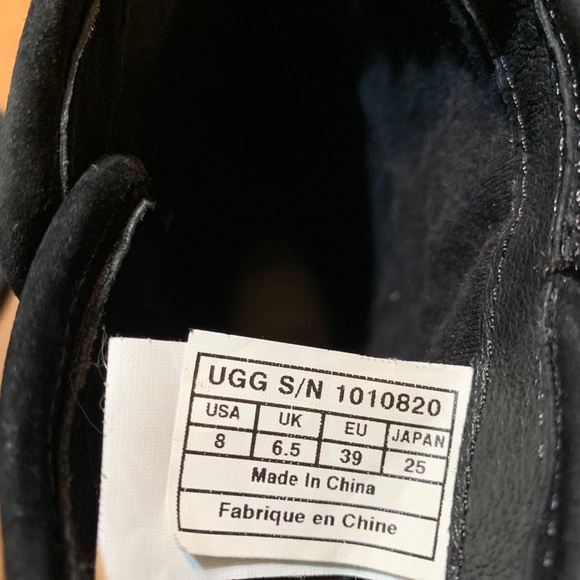 UGG S/N 1010820
USA UK EU JAPAN
8 6.5 39 25
Made In China
Fabrique en Chine